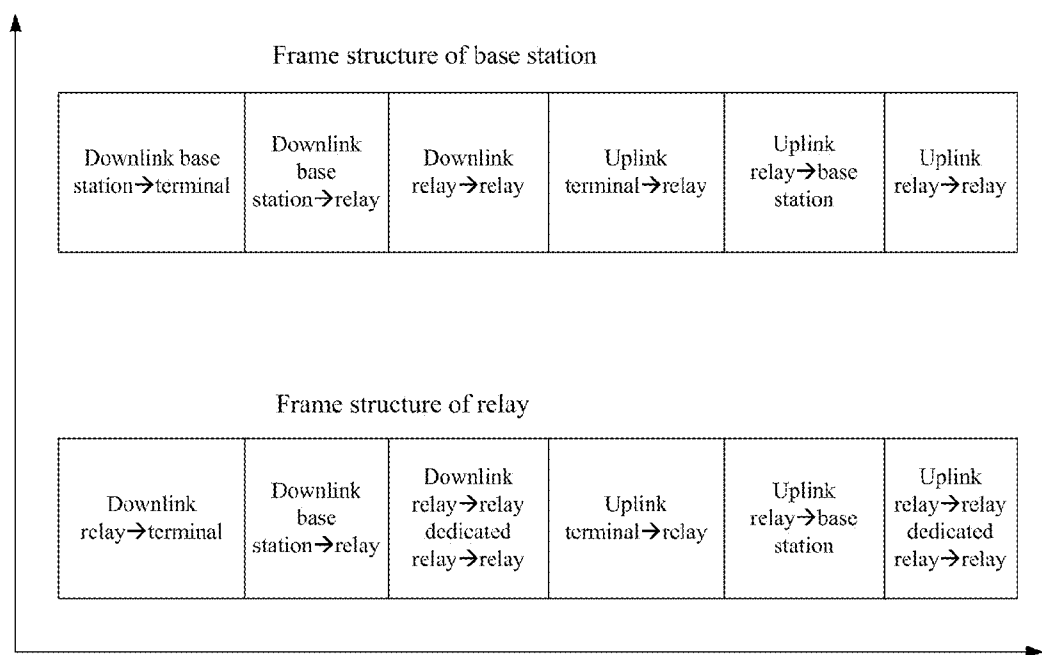 Frame structure of base station
Downlink base
station→terminal
Downlink
base
station→relay
Downlink
relay→relay
Uplink
terminal→relay
Uplink
relay→base
station
Uplink
relay→relay
Frame structure of relay
Downlink
relay→terminal
Downlink
base
station→relay
Downlink
relay→relay
dedicated
relay→relay
Uplink
terminal→relay
Uplink
relay→base
station
Uplink
relay→relay
dedicated
relay→relay